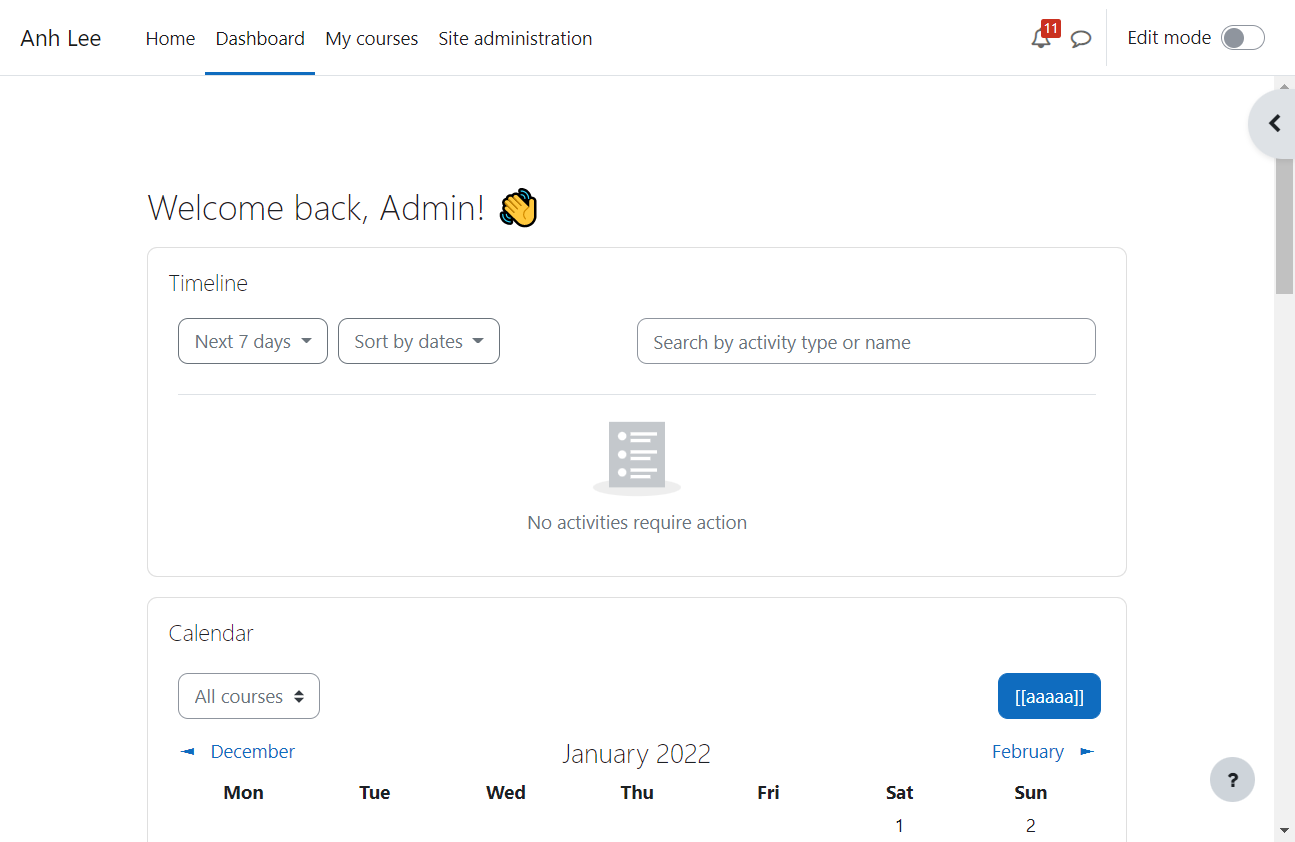 Anh Lee Home Dashboard My courses Site administration 11 Edit mode
Welcome back, Admin!
Timeline
Next 7 days Sort by dates Search by activity type or name
No activities require action
Calendar
All courses [[aaaaa]]
December January 2022 February
Mon Tue Wed Thu Fri Sat Sun
1 2
?